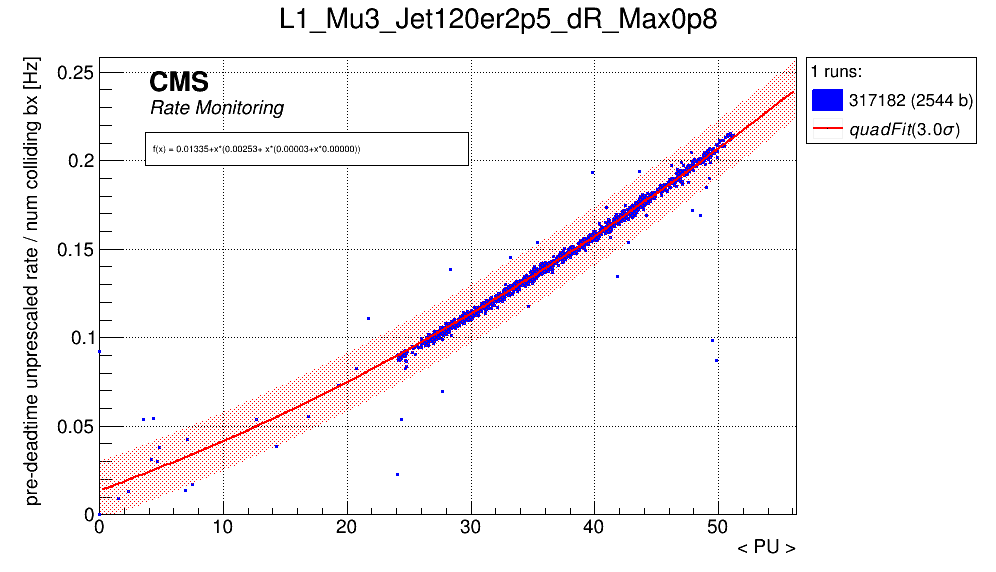 L1_Mu3_Jet120er2p5_dR_Max0p8
pre-deadtime unprescaled rate / num colliding bx [Hz]
0.25
0.2
0.15
0.1
0.05
0
CMS
Rate Monitoring
f(x) = 0.01335+x*(0.00253+ x*(0.00003+x*0.00000))
0 10 20 30 40 50
< PU >
1 runs:
317182 (2544 b)
quadFit(3.0σ)